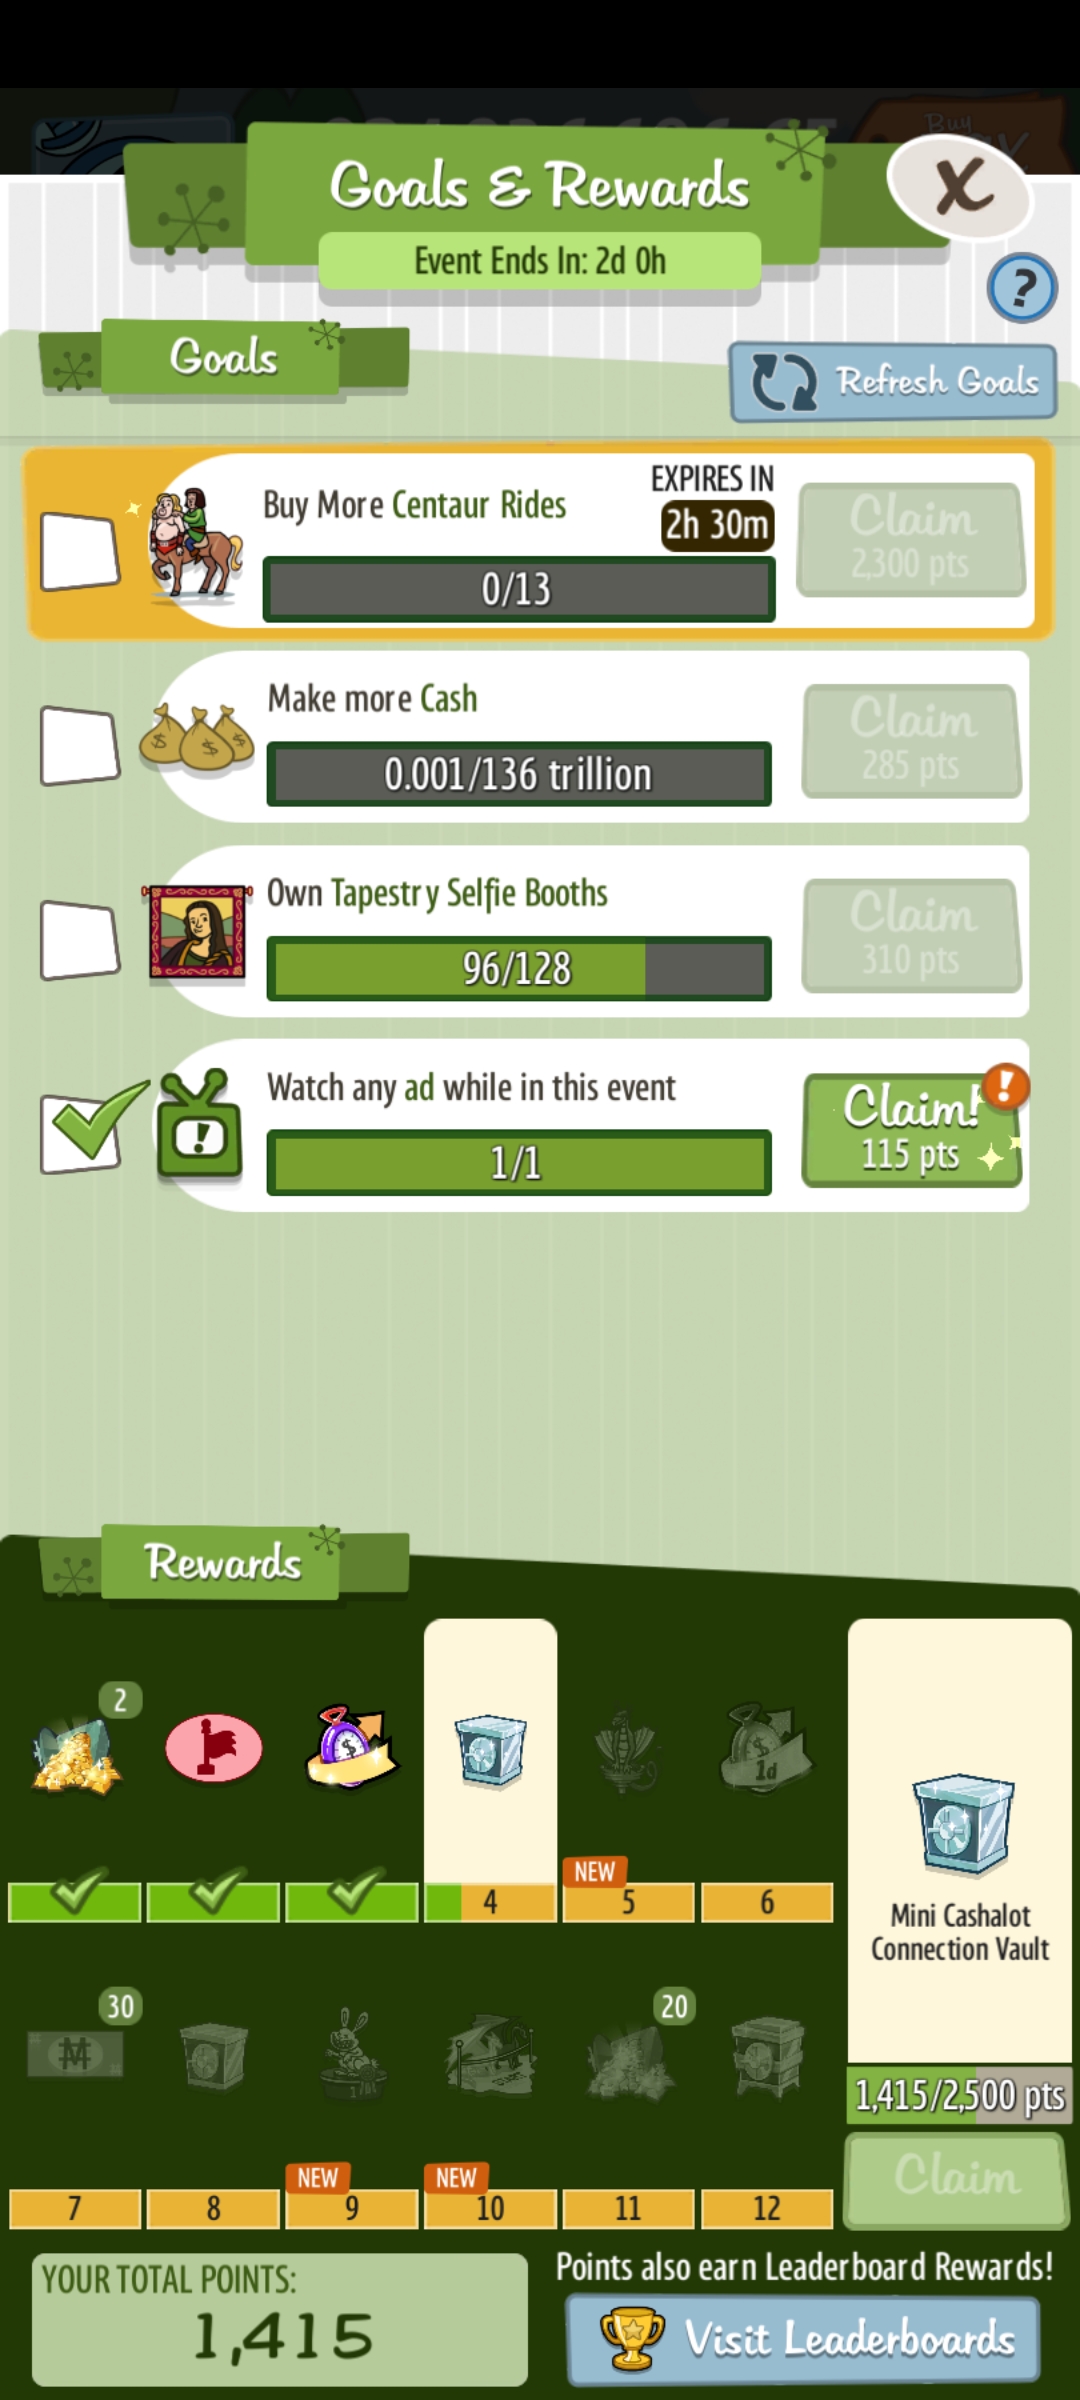 Buy
Goals & Rewards
X
Event Ends In: 2d 0h
?
Goals
Refresh Goals
Buy More Centaur Rides
EXPIRES IN
2h 30m
0/13
Claim
2,300 pts
Make more Cash
0.001/136 trillion
Claim
285 pts
Own Tapestry Selfie Booths
96/128
Claim
310 pts
Watch any ad while in this event
1/1
Claim!
115 pts
!
Rewards
2
1d
NEW
4
5
6
Mini Cashalot
Connection Vault
30
20
1,415/2,500 pts
Claim
NEW
NEW
7
8
9
10
11
12
YOUR TOTAL POINTS:
1,415
Points also earn Leaderboard Rewards!
Visit Leaderboards